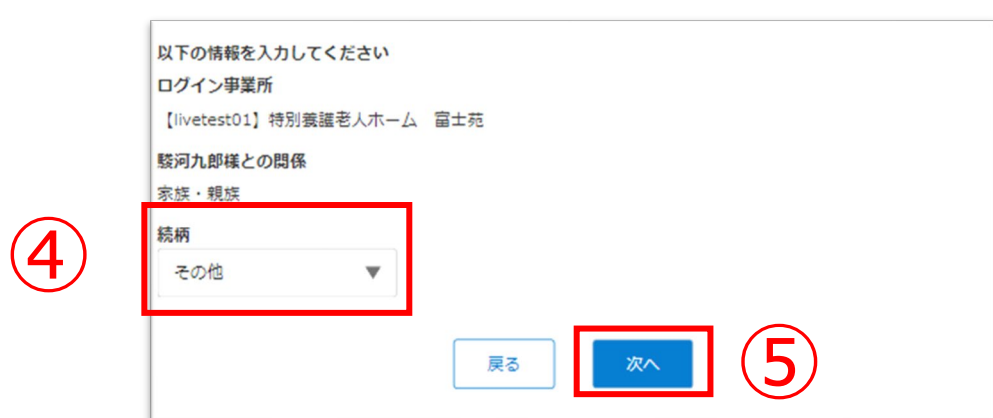 以下の情報を入力してください
ログイン事業所
【livetest01】特別養護老人ホーム　富士苑
駿河九郎様との関係
家族・親族
④
続柄
その他 ▼
戻る 次へ ⑤